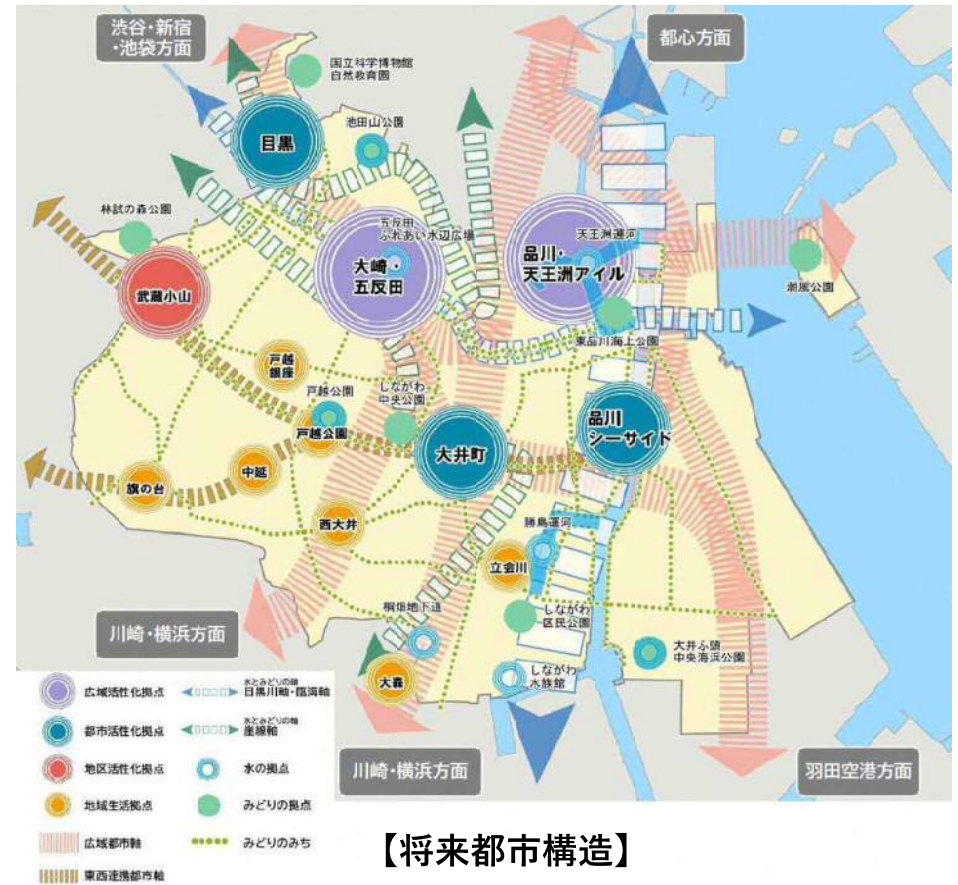 渋谷・新宿
・池袋方面
都心方面
国立科学博物館
自然教育園
目黒
池田山公園
林試の森公園
五反田
ふれあい水辺広場
天王洲運河
大崎・
五反田
品川・
天王洲アイル
武蔵小山
潮風公園
東品川海上公園
戸越
銀座
戸越公園
しながわ
中央公園
戸越公園
品川
シーサイド
大井町
中延
旗の台
西大井
勝島運河
立会川
桐畑地下道
しながわ
区民公園
川崎・横浜方面
大井ふ頭
中央海浜公園
大森
しながわ
水族館
川崎・横浜方面
羽田空港方面
広域活性化拠点
水とみどりの軸
目黒川軸・臨海軸
都市活性化拠点
水とみどりの軸
崖線軸
地区活性化拠点
水の拠点
地域生活拠点
みどりの拠点
広域都市軸
みどりのみち
東西連携都市軸
【将来都市構造】